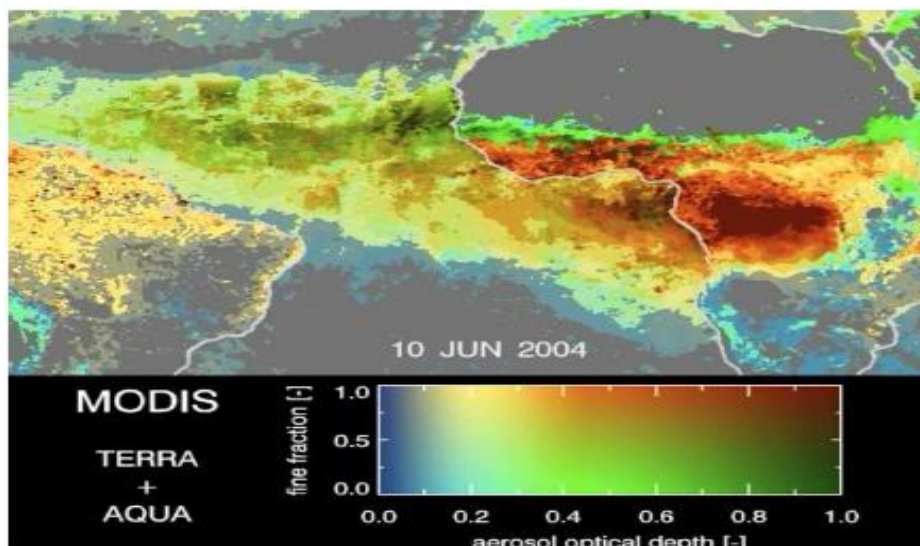 10 JUN 2004
MODIS
TERRA
+
AQUA
fine fraction [-]
1.0
0.5
0.0
0.0 0.2 0.4 0.6 0.8 1.0
aerosol optical depth [-]